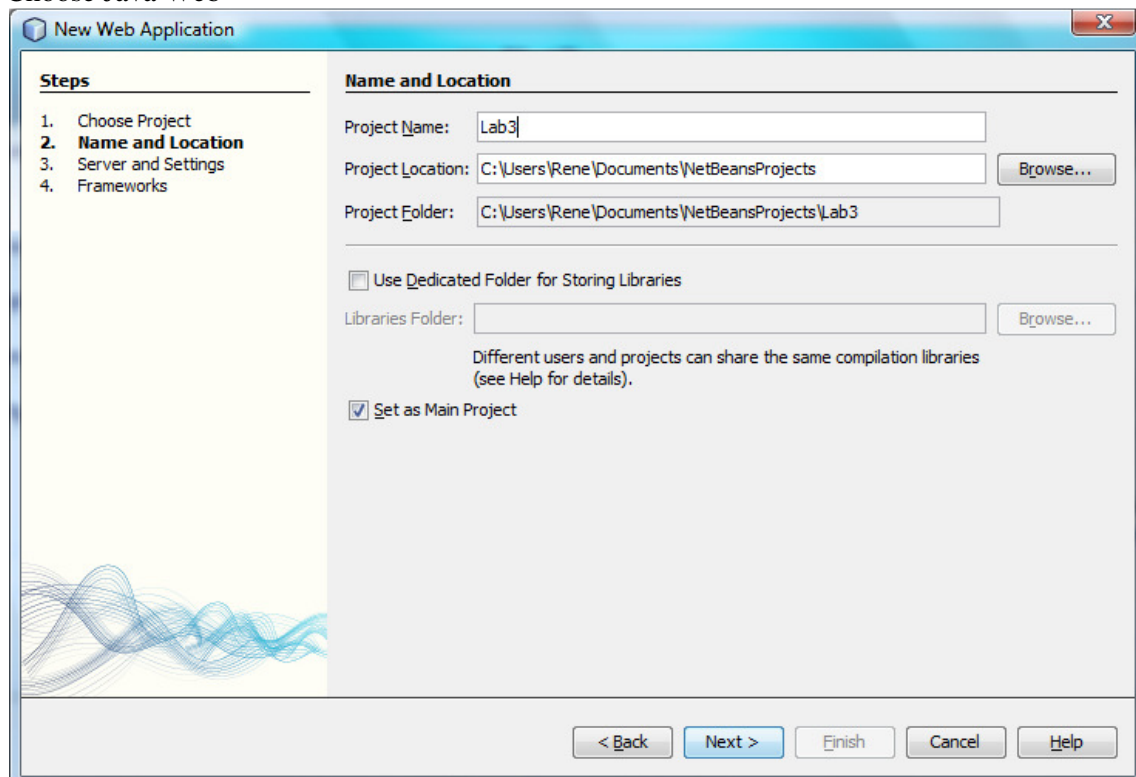 Choose Java Web
New Web Application
X
Steps
1. Choose Project
2. Name and Location
3. Server and Settings
4. Frameworks
Name and Location
Project Name: Lab3
Project Location: C:\Users\Rene\Documents\NetBeansProjects Browse...
Project Folder: C:\Users\Rene\Documents\NetBeansProjects\Lab3
Use Dedicated Folder for Storing Libraries
Libraries Folder: Browse...
Different users and projects can share the same compilation libraries
(see Help for details).
Set as Main Project
< Back Next > Finish Cancel Help